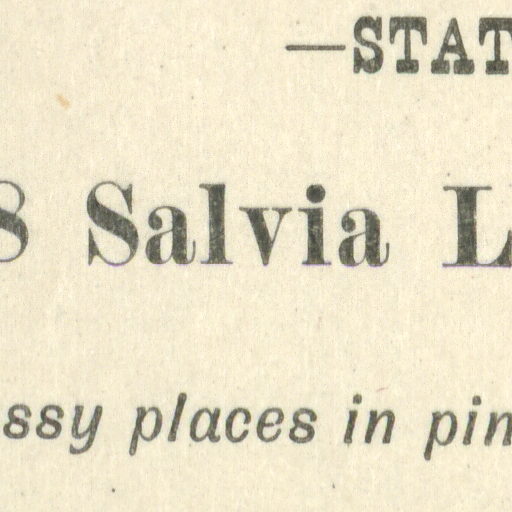 —STAT
8 Salvia L
ssy places in pin